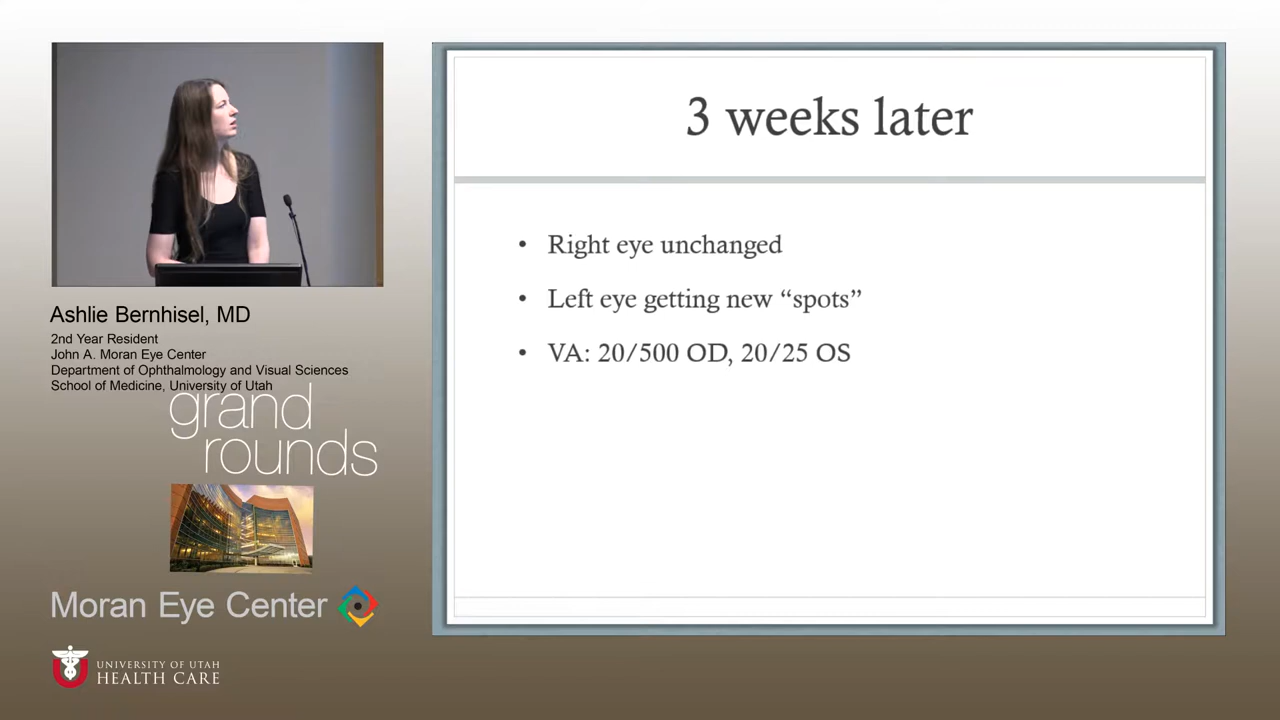 3 weeks later
• Right eye unchanged
• Left eye getting new “spots”
• VA: 20/500 OD, 20/25 OS
Ashlie Bernhisel, MD
2nd Year Resident
John A. Moran Eye Center
Department of Ophthalmology and Visual Sciences
School of Medicine, University of Utah
grand
rounds
Moran Eye Center
UNIVERSITY OF UTAH
HEALTH CARE